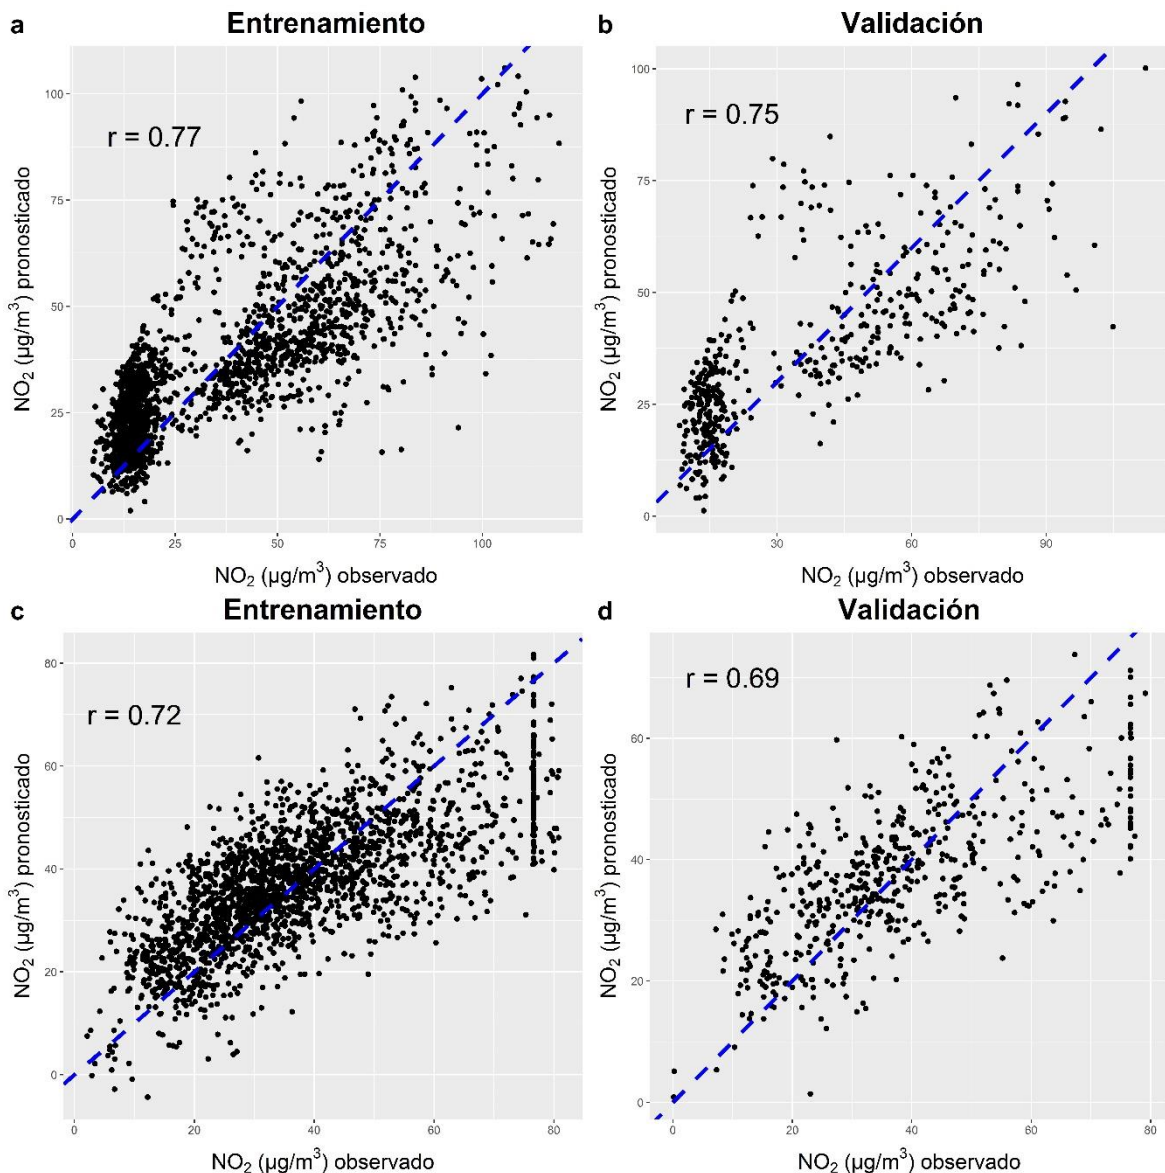 a
Entrenamiento
r = 0.77
100
75
50
25
0
NO₂ (µg/m³) pronosticado
0
25
50
75
100
NO₂ (µg/m³) observado
b
Validación
r = 0.75
100
75
50
25
0
NO₂ (µg/m³) pronosticado
30
60
90
NO₂ (µg/m³) observado
c
Entrenamiento
r = 0.72
80
60
40
20
0
NO₂ (µg/m³) pronosticado
0
20
40
60
80
NO₂ (µg/m³) observado
d
Validación
r = 0.69
60
40
20
0
NO₂ (µg/m³) pronosticado
0
20
40
60
80
NO₂ (µg/m³) observado